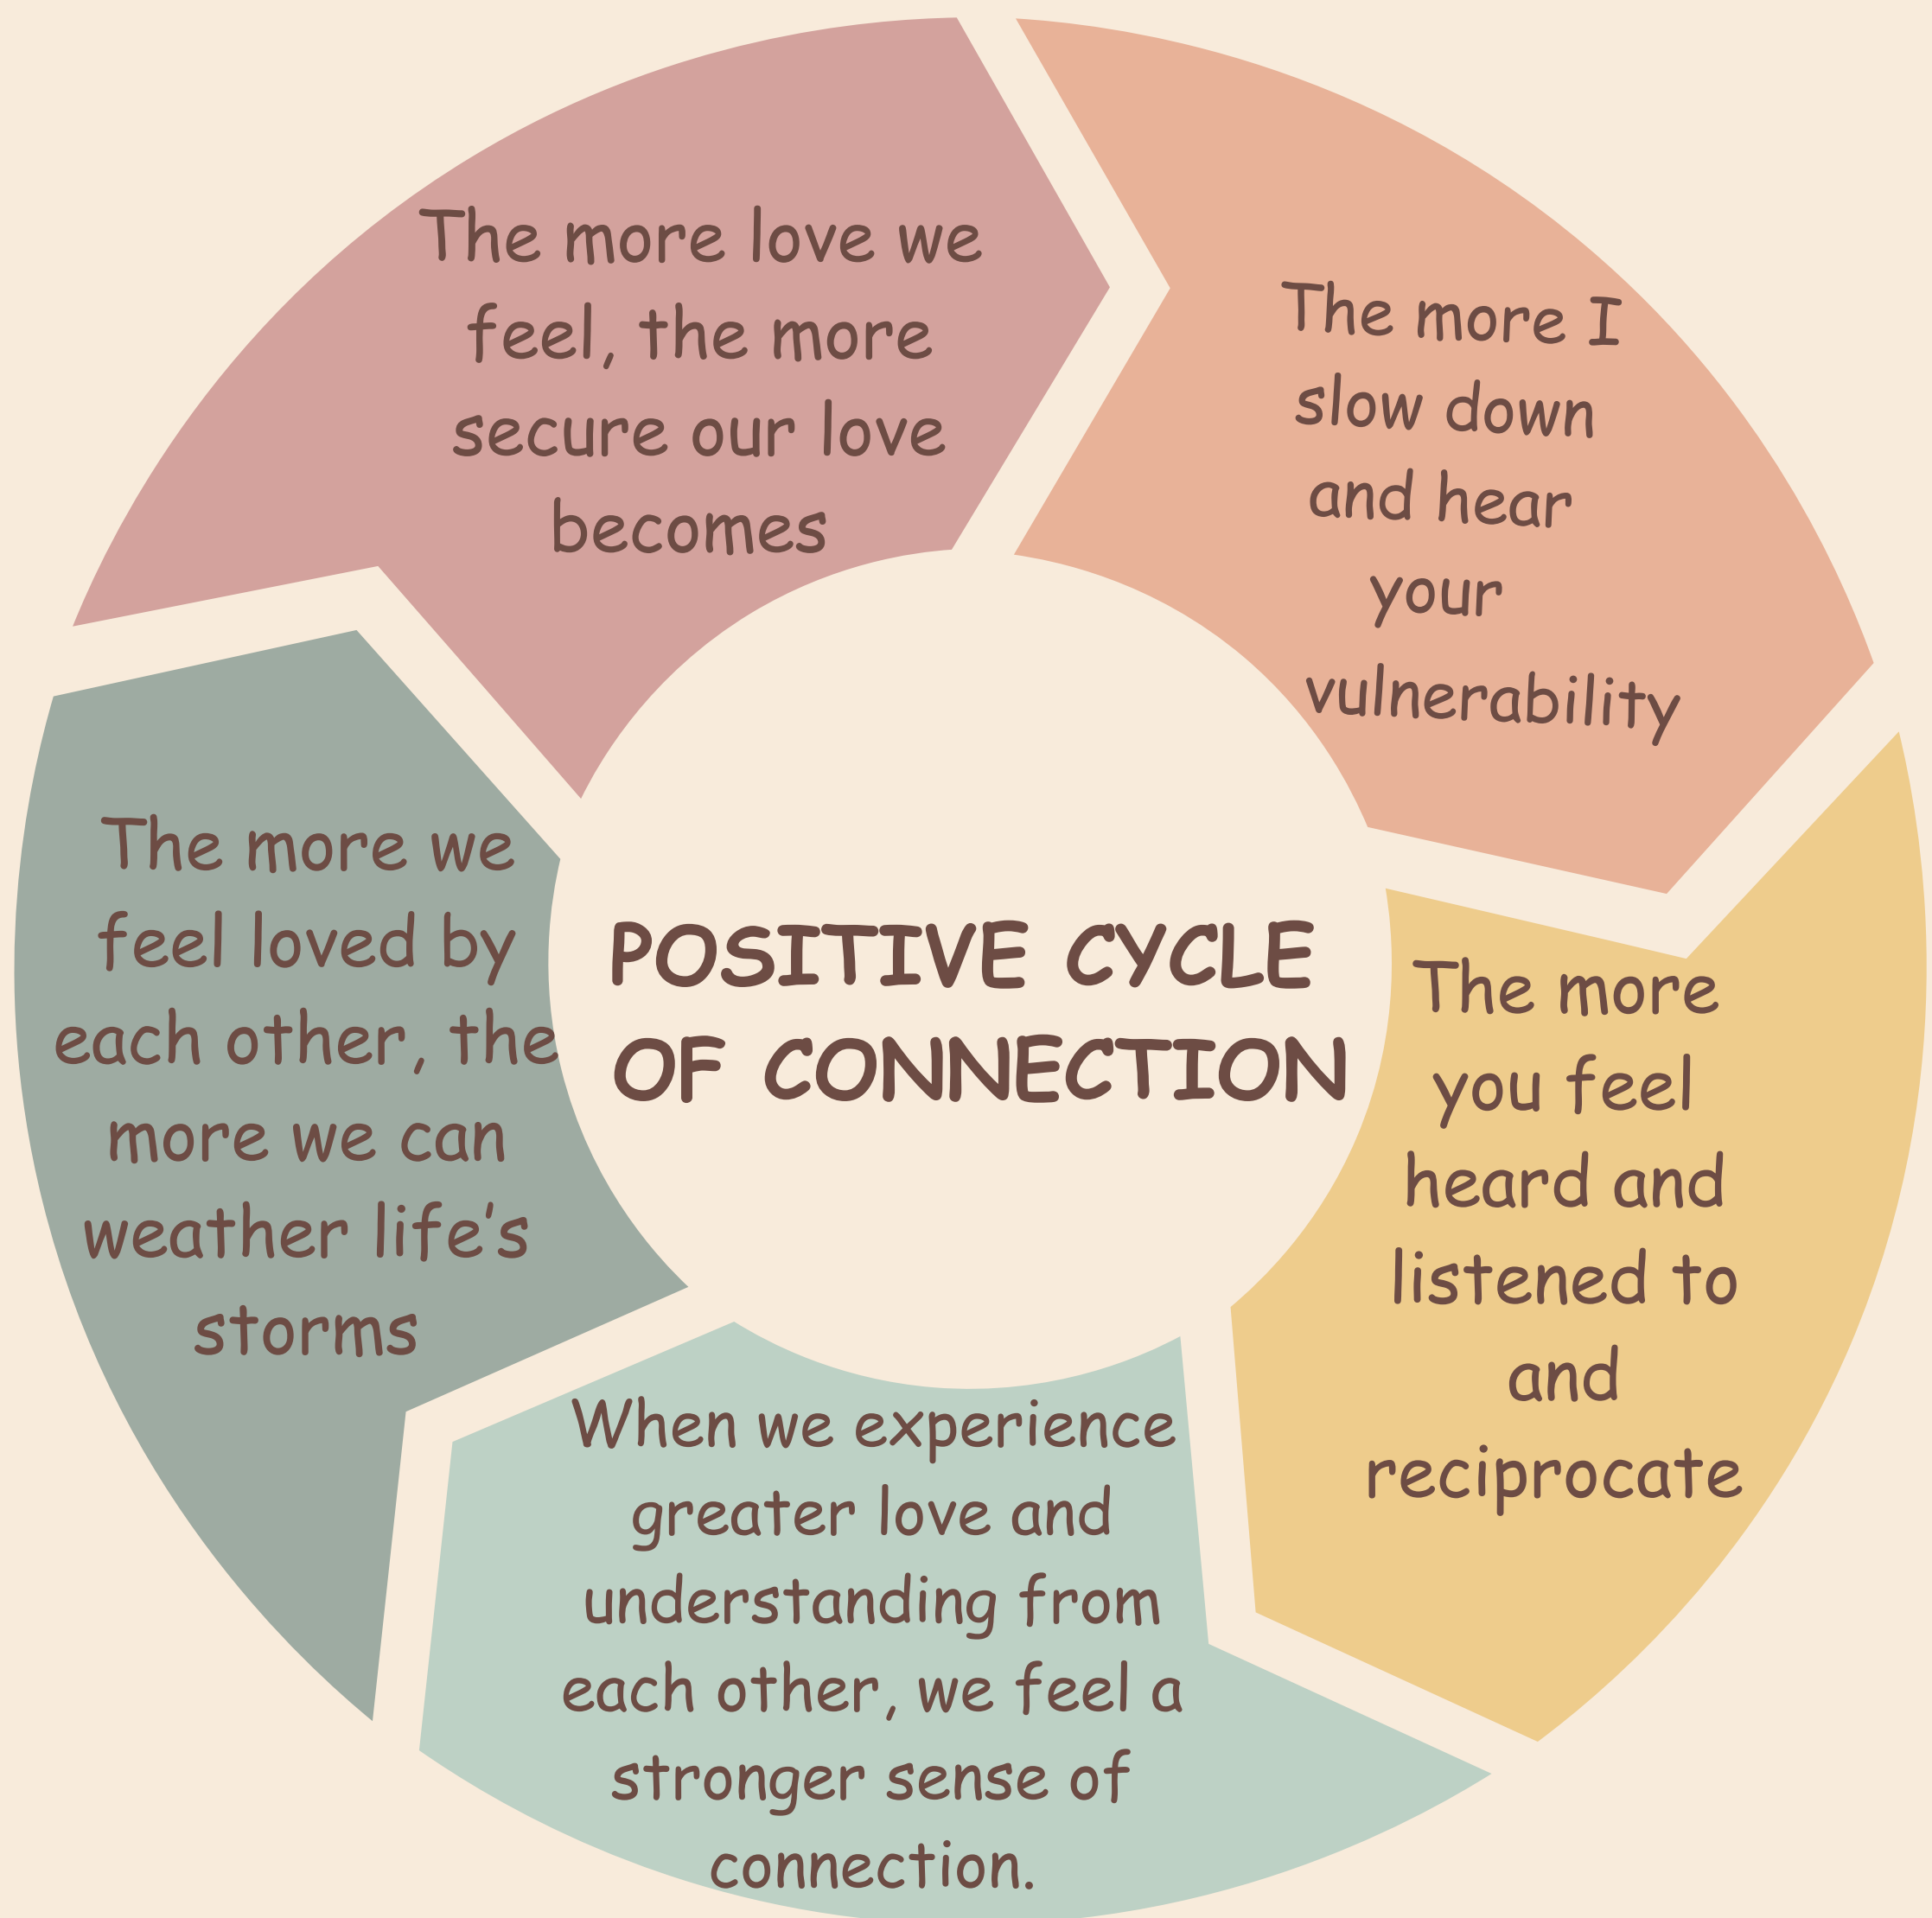 The more love we
feel, the more
secure our love
becomes
The more I
slow down
and hear
your
vulnerability
The more
you feel
heard and
listened to
and
reciprocate
When we experience
greater love and
understanding from
each other, we feel a
stronger sense of
connection.
The more we
feel loved by
each other, the
more we can
weather life's
storms
POSITIVE CYCLE
OF CONNECTION